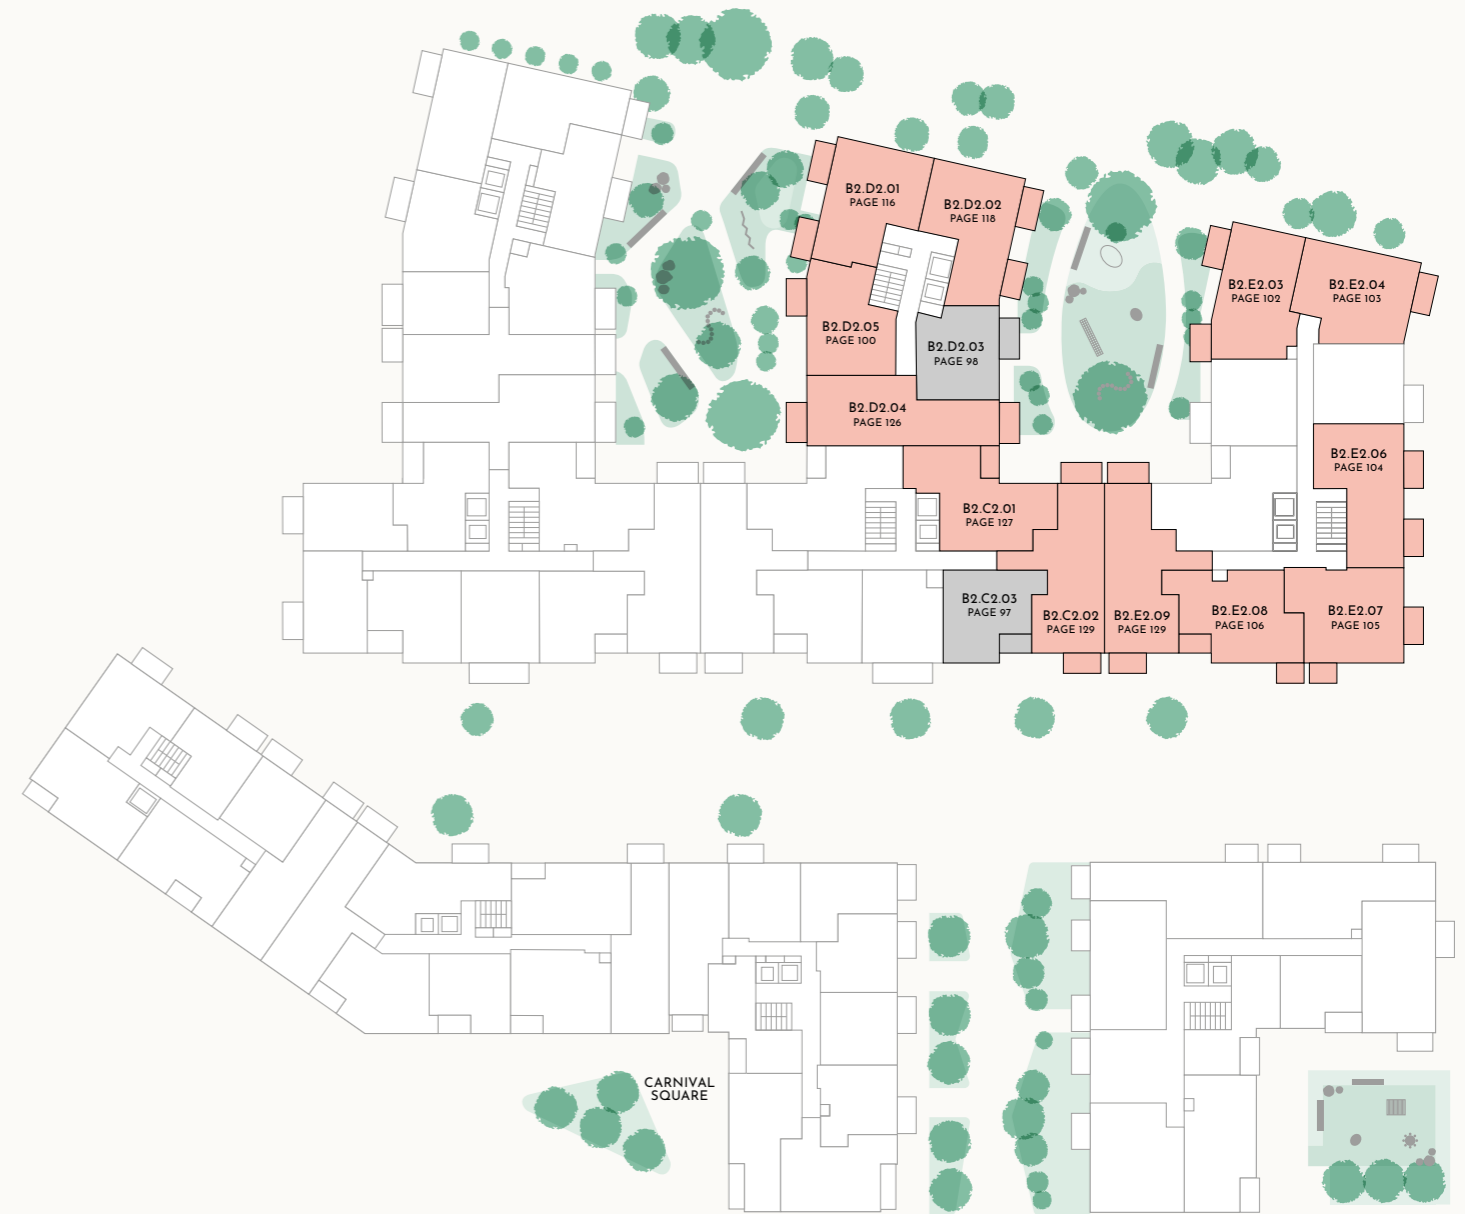 B2.D2.01
PAGE 116
B2.D2.02
PAGE 118
B2.E2.03
PAGE 102
B2.E2.04
PAGE 103
B2.D2.05
PAGE 100
B2.D2.03
PAGE 98
B2.D2.04
PAGE 126
B2.E2.06
PAGE 104
B2.C2.01
PAGE 127
B2.C2.03
PAGE 97
B2.C2.02
PAGE 129
B2.E2.09
PAGE 129
B2.E2.08
PAGE 106
B2.E2.07
PAGE 105
CARNIVAL
SQUARE